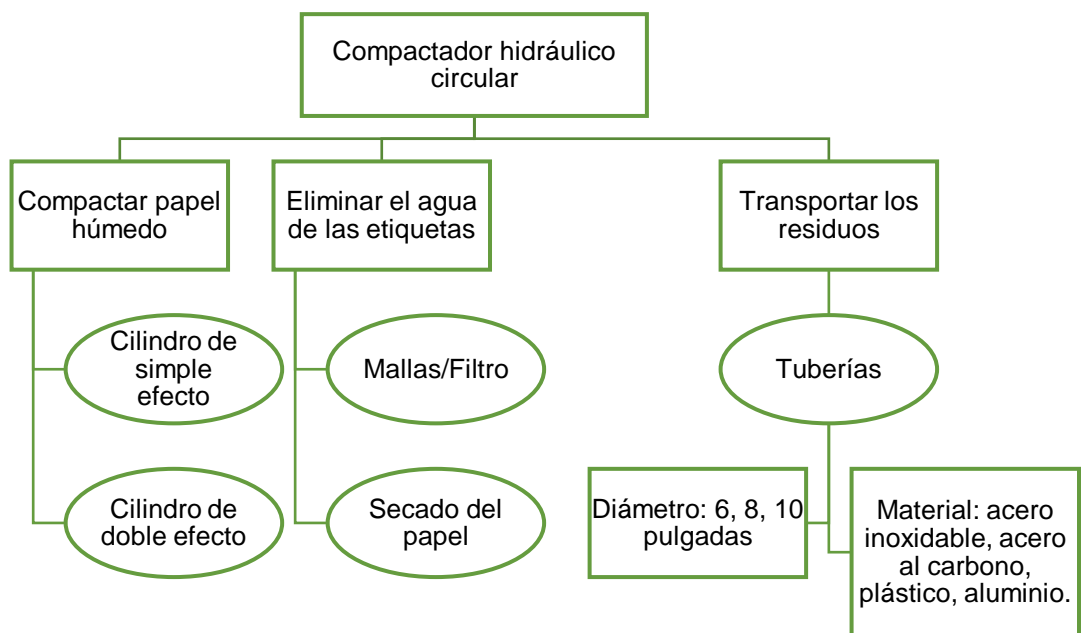 Compactador hidráulico
circular
Compactar papel
húmedo
Eliminar el agua
de las etiquetas
Transportar los
residuos
Cilindro de
simple
efecto
Mallas/Filtro
Tuberías
Cilindro de
doble efecto
Secado del
papel
Diámetro: 6, 8, 10
pulgadas
Material: acero
inoxidable, acero
al carbono,
plástico, aluminio.